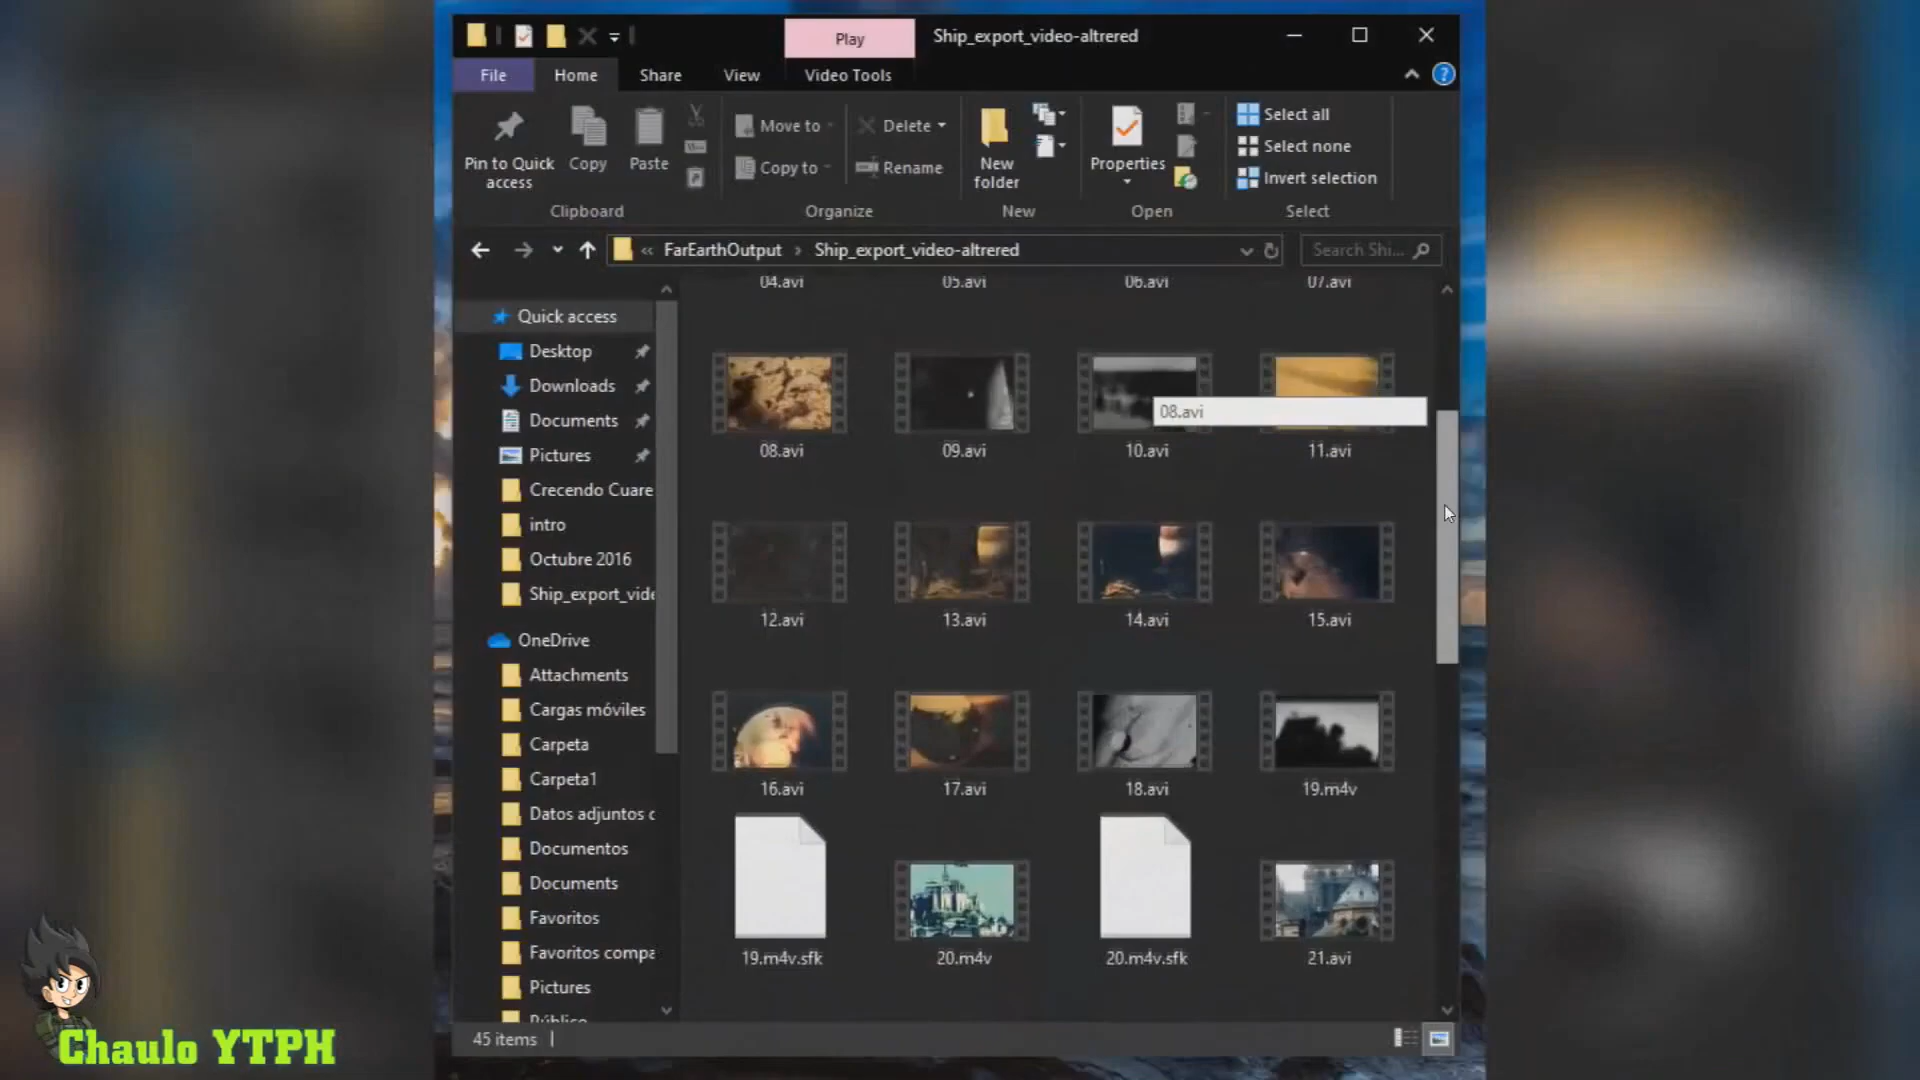 Play
Ship_export_video-altrered
File
Home
Share
View
Video Tools
Pin to Quick
access
Copy
Paste
Move to
Copy to
Delete
Rename
New
folder
Properties
Select all
Select none
Invert selection
Clipboard
Organize
New
Open
Select
« FarEarthOutput › Ship_export_video-altrered
Search Shi...
Quick access
Desktop
Downloads
Documents
Pictures
Crecendo Cuare
intro
Octubre 2016
Ship_export_vide
OneDrive
Attachments
Cargas móviles
Carpeta
Carpeta1
Datos adjuntos c
Documentos
Documents
Favoritos
Favoritos compa
Pictures
Público
04.avi
05.avi
06.avi
07.avi
08.avi
08.avi
09.avi
10.avi
11.avi
12.avi
13.avi
14.avi
15.avi
16.avi
17.avi
18.avi
19.m4v
19.m4v.sfk
20.m4v
20.m4v.sfk
21.avi
45 items
Chaulo YTPH